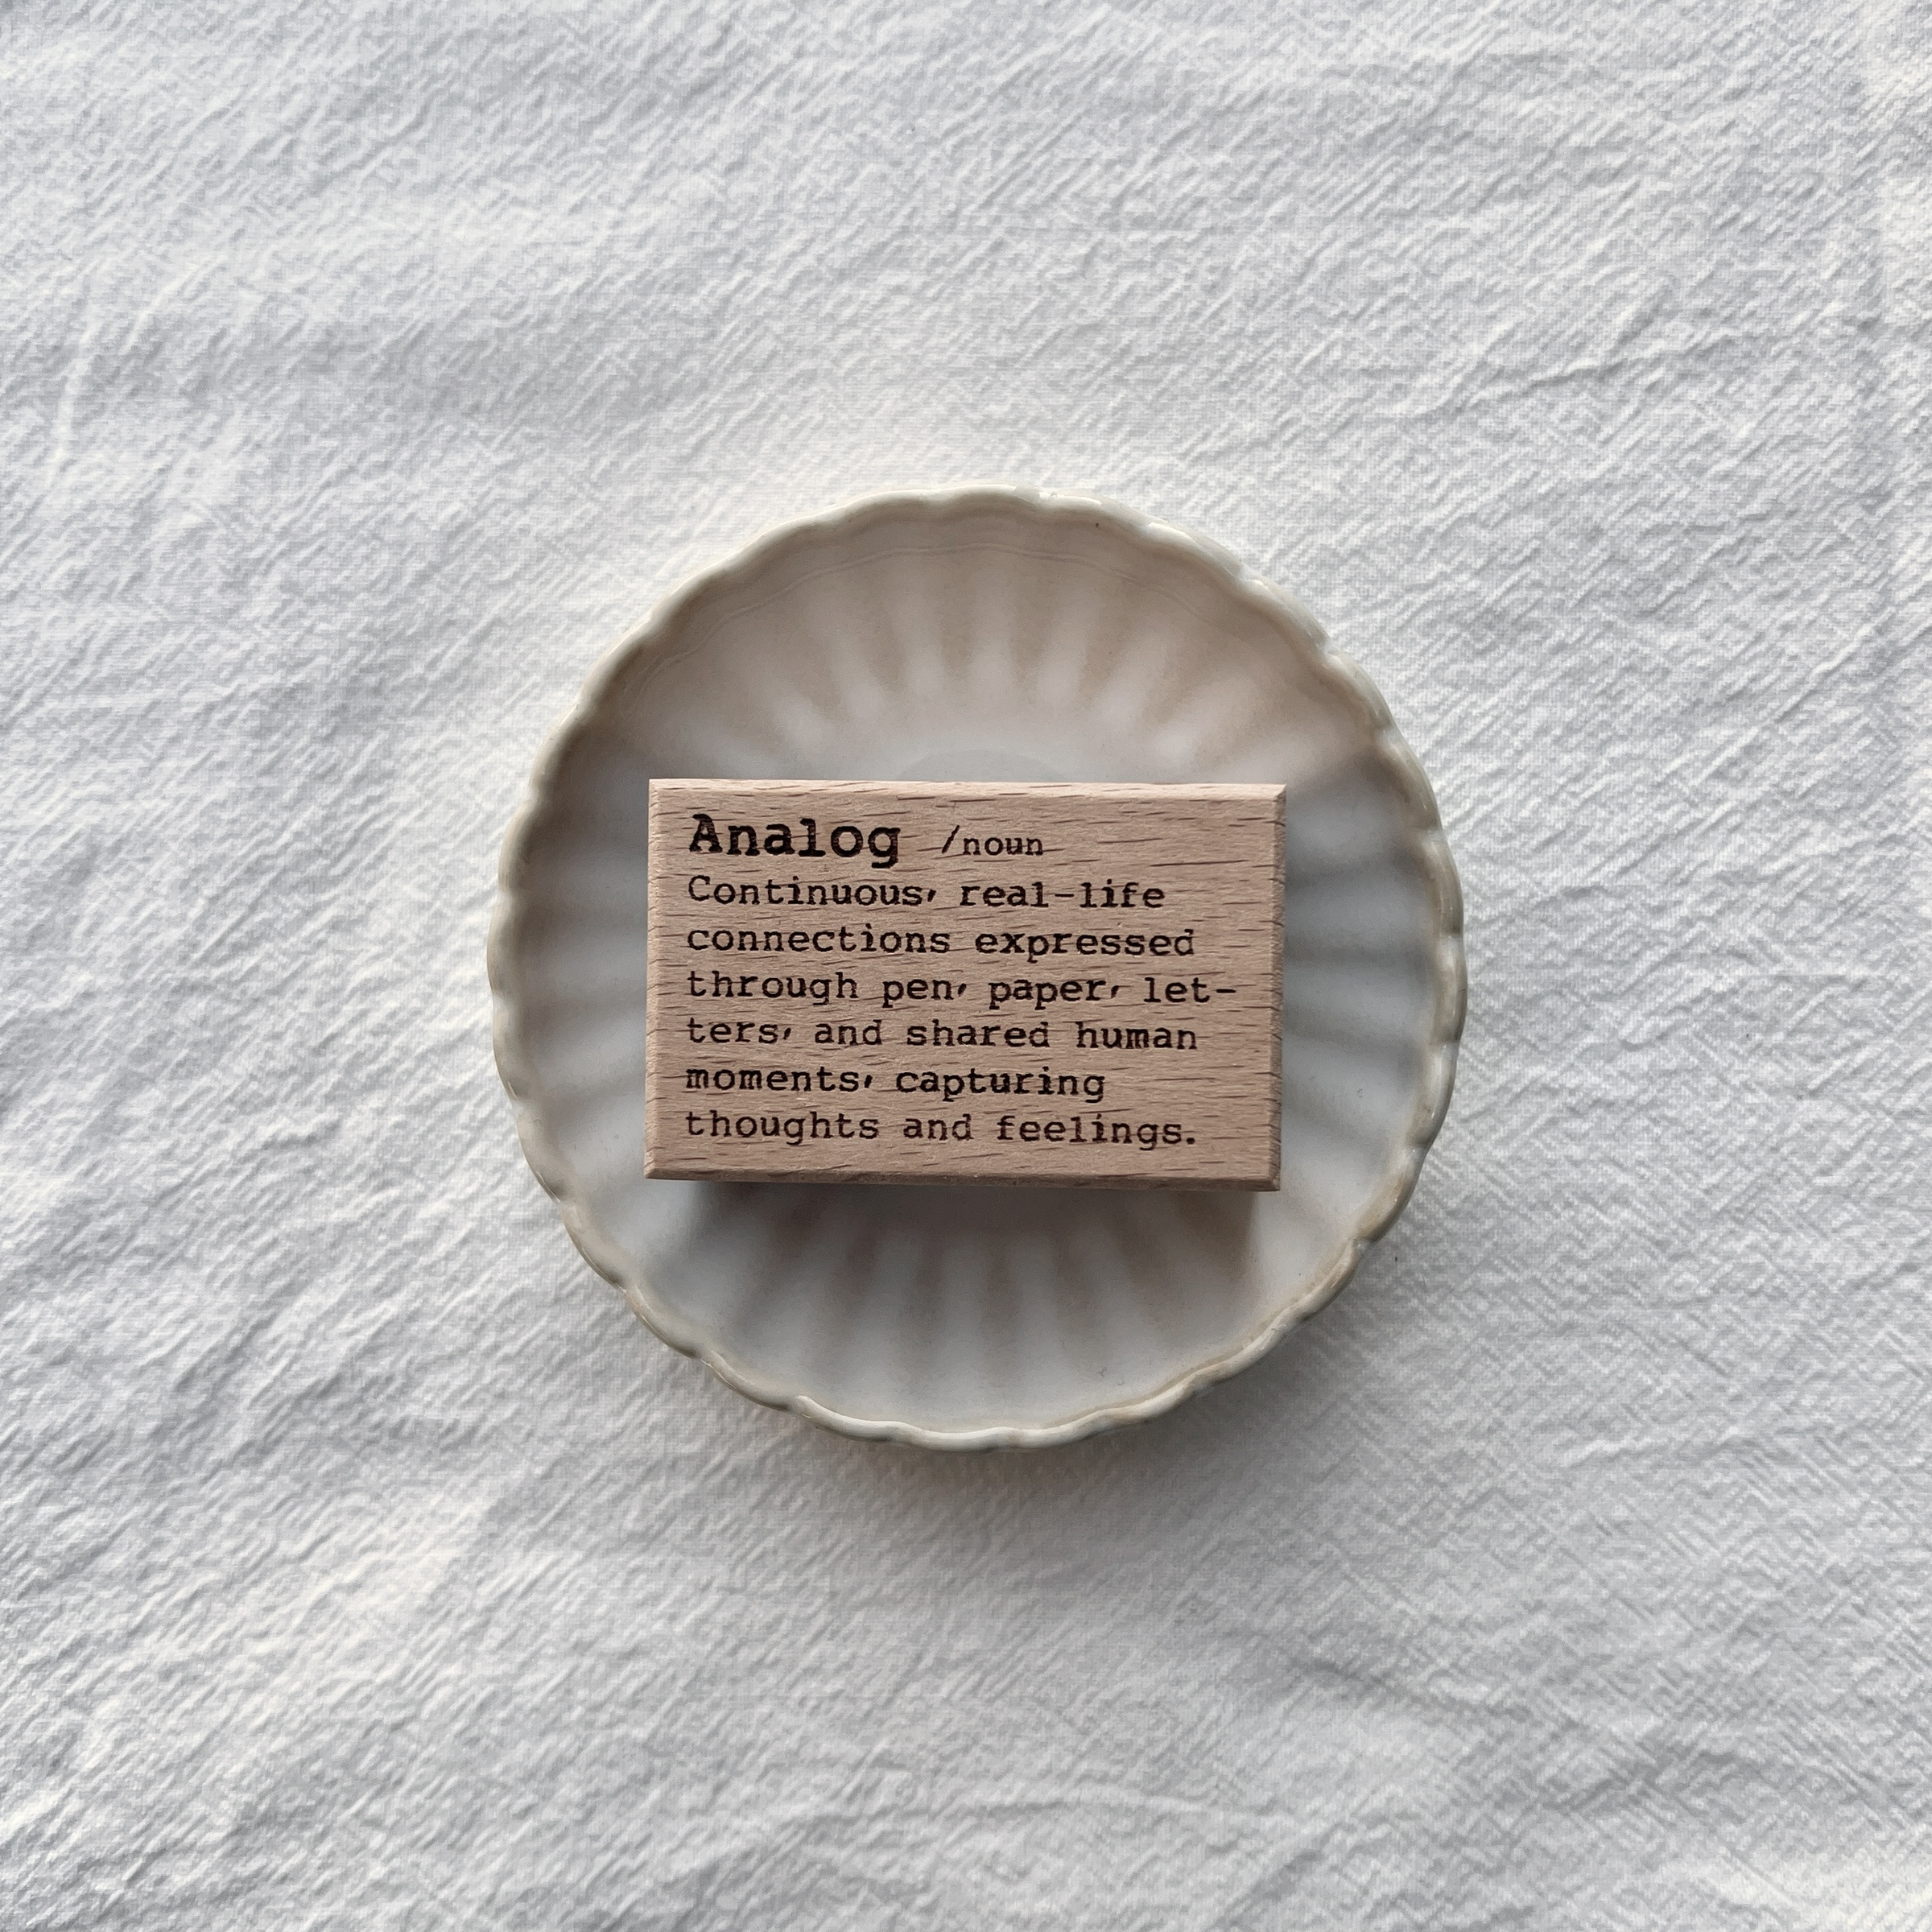 Analog /noun
Continuous, real-life
connections expressed
through pen, paper, let-
ters, and shared human
moments, capturing
thoughts and feelings.